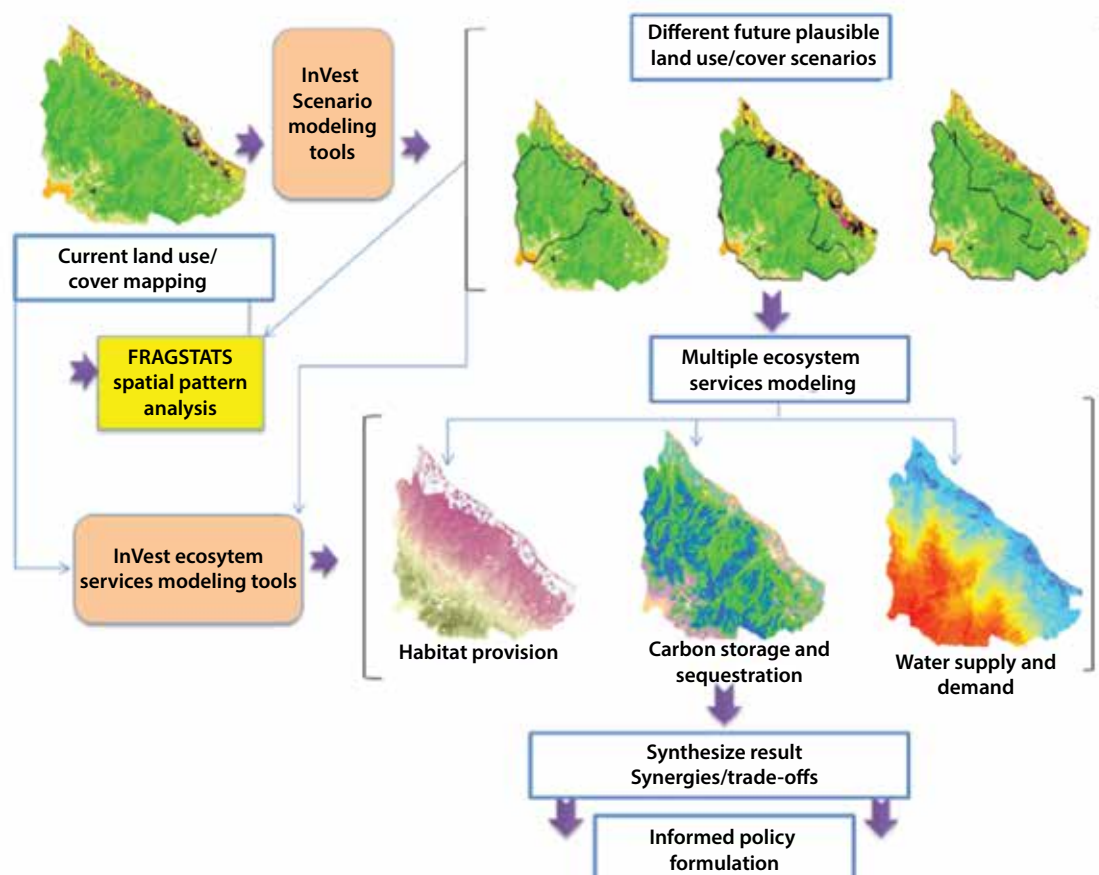 InVest
Scenario
modeling
tools
Different future plausible
land use/cover scenarios
Current land use/
cover mapping
FRAGSTATS
spatial pattern
analysis
Multiple ecosystem
services modeling
InVest ecosytem
services modeling tools
Habitat provision
Carbon storage and
sequestration
Water supply and
demand
Synthesize result
Synergies/trade-offs
Informed policy
formulation